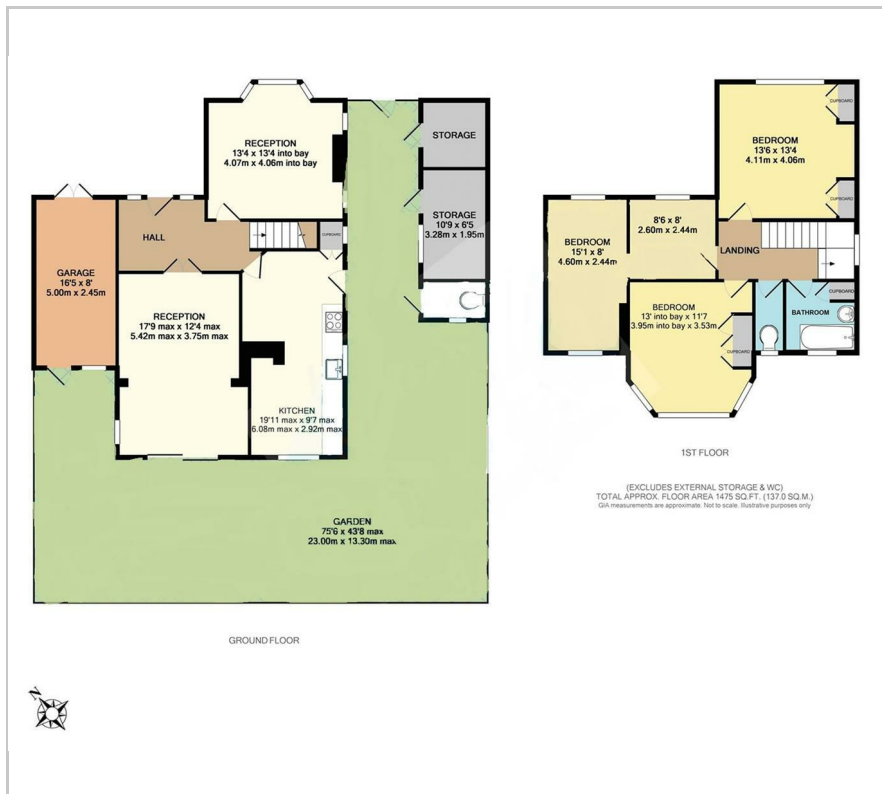 RECEPTION
13'4 x 13'4 into bay
4.07m x 4.06m into bay
STORAGE
STORAGE
10'9 x 6'5
3.28m x 1.95m
HALL
CUPBOARD
GARAGE
16'5 x 8'
5.00m x 2.45m
RECEPTION
17'9 max x 12'4 max
5.42m max x 3.75m max
KITCHEN
19'11 max x 9'7 max
6.08m max x 2.92m max
GARDEN
75'6 x 43'8 max
23.00m x 13.30m max
GROUND FLOOR
N
BEDROOM
13'6 x 13'4
4.11m x 4.06m
CUPBOARD
CUPBOARD
BEDROOM
15'1 x 8'
4.60m x 2.44m
8'6 x 8'
2.60m x 2.44m
LANDING
BEDROOM
13' into bay x 11'7
3.95m into bay x 3.53m
CUPBOARD
CUPBOARD
BATHROOM
1ST FLOOR
(EXCLUDES EXTERNAL STORAGE & WC)
TOTAL APPROX. FLOOR AREA 1475 SQ.FT. (137.0 SQ.M.)
GIA measurements are approximate. Not to scale. Illustrative purposes only